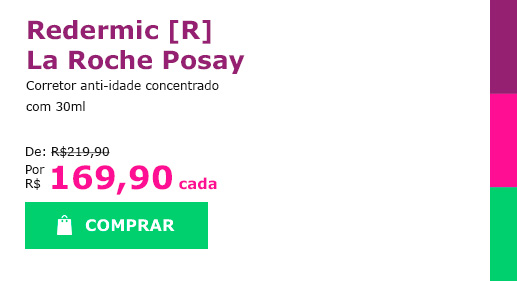 Redermic [R]
La Roche Posay
Corretor anti-idade concentrado
com 30ml
De: R$219,90
Por
R$ 169,90 cada
COMPRAR